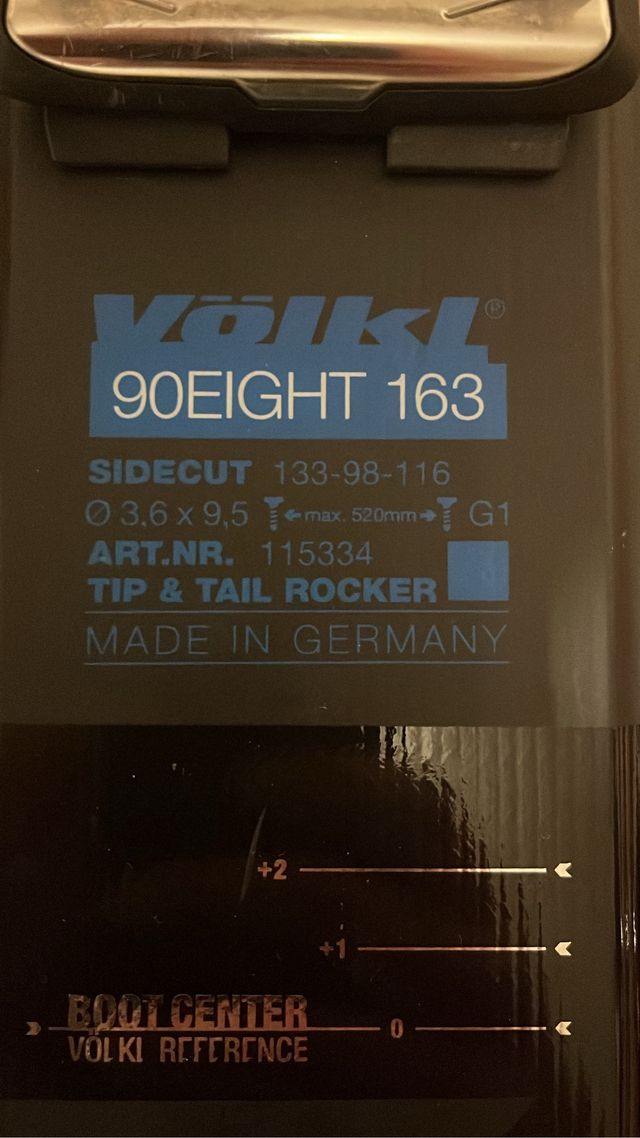 Völkl®
90EIGHT 163
SIDECUT 133-98-116
Ø 3,6 x 9,5 max. 520mm G1
ART.NR. 115334
TIP & TAIL ROCKER
MADE IN GERMANY
+2
+1
BOOT CENTER
0
VÖLKL REFERENCE